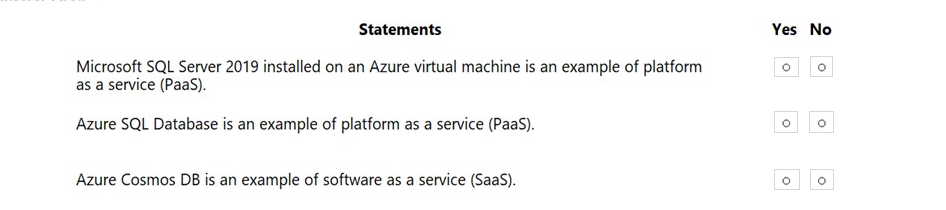 Statements Yes No
Microsoft SQL Server 2019 installed on an Azure virtual machine is an example of platform
as a service (PaaS).
Azure SQL Database is an example of platform as a service (PaaS).
Azure Cosmos DB is an example of software as a service (SaaS).